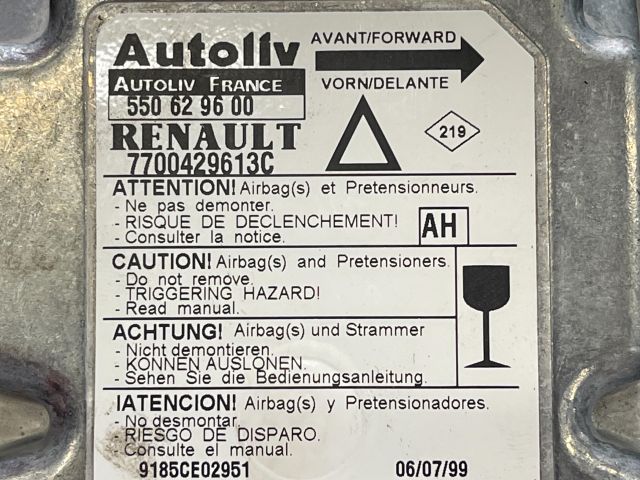 Autoliv
AVANT/FORWARD
AUTOLIV FRANCE
VORN/DELANTE
550 62 96 00
RENAULT
219
7700429613C
ATTENTION! Airbag(s) et Pretensionneurs.
- Ne pas demonter.
- RISQUE DE DECLENCHEMENT!
- Consulter la notice.
AH
CAUTION! Airbag(s) and Pretensioners.
- Do not remove.
- TRIGGERING HAZARD!
- Read manual.
ACHTUNG! Airbag(s) und Strammer
- Nicht demontieren.
- KONNEN AUSLONEN.
- Sehen Sie die Bedienungsanleitung.
IATENCION! Airbag(s) y Pretensionadores.
- No desmontar.
- RIESGO DE DISPARO.
- Consulte el manual.
9185CE02951 06/07/99